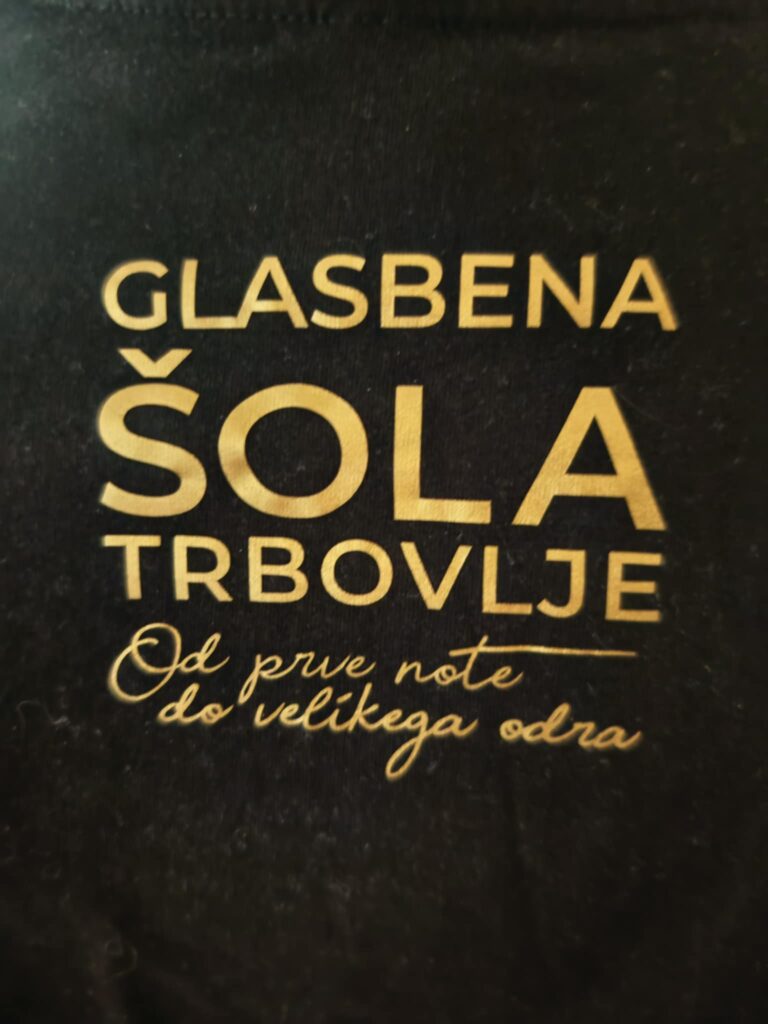 GLASBENA
ŠOLA
TRBOVLJE
Od prve note
do velikega odra